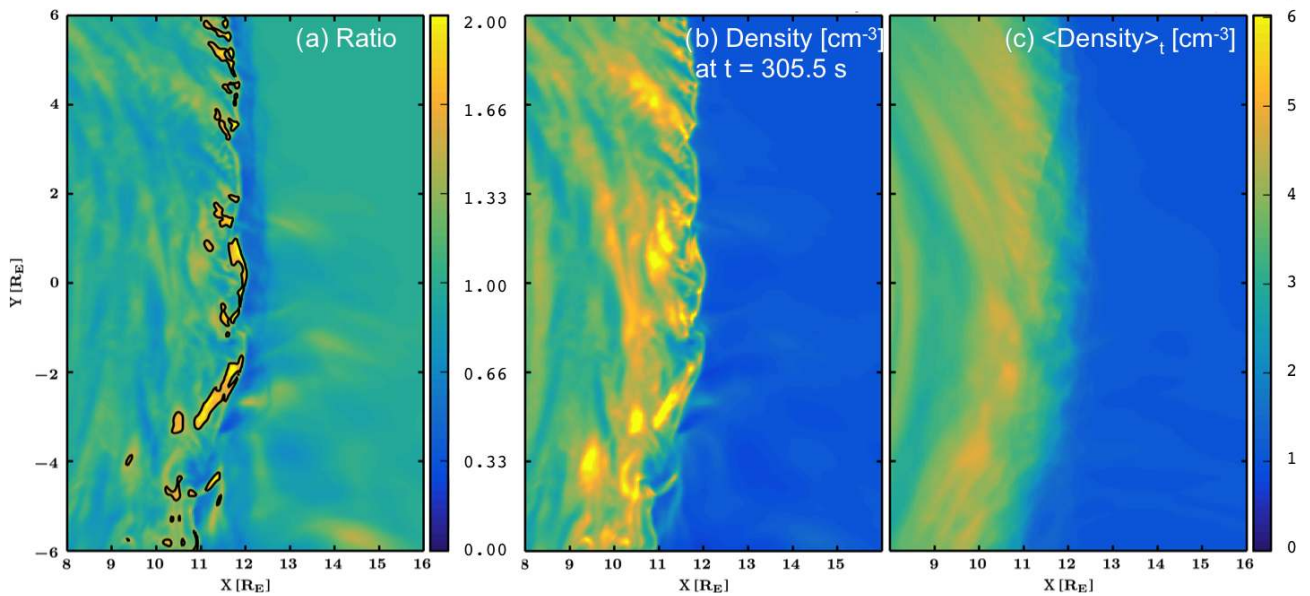 (a) Ratio
6
4
2
0
−2
−4
−6
Y [R_E]
8 9 10 11 12 13 14 15 16
X [R_E]
2.00
1.66
1.33
1.00
0.66
0.33
0.00
(b) Density [cm⁻³]
at t = 305.5 s
8 9 10 11 12 13 14 15
X [R_E]
(c) <Density>ₜ [cm⁻³]
9 10 11 12 13 14 15 16
X [R_E]
6
5
4
3
2
1
0